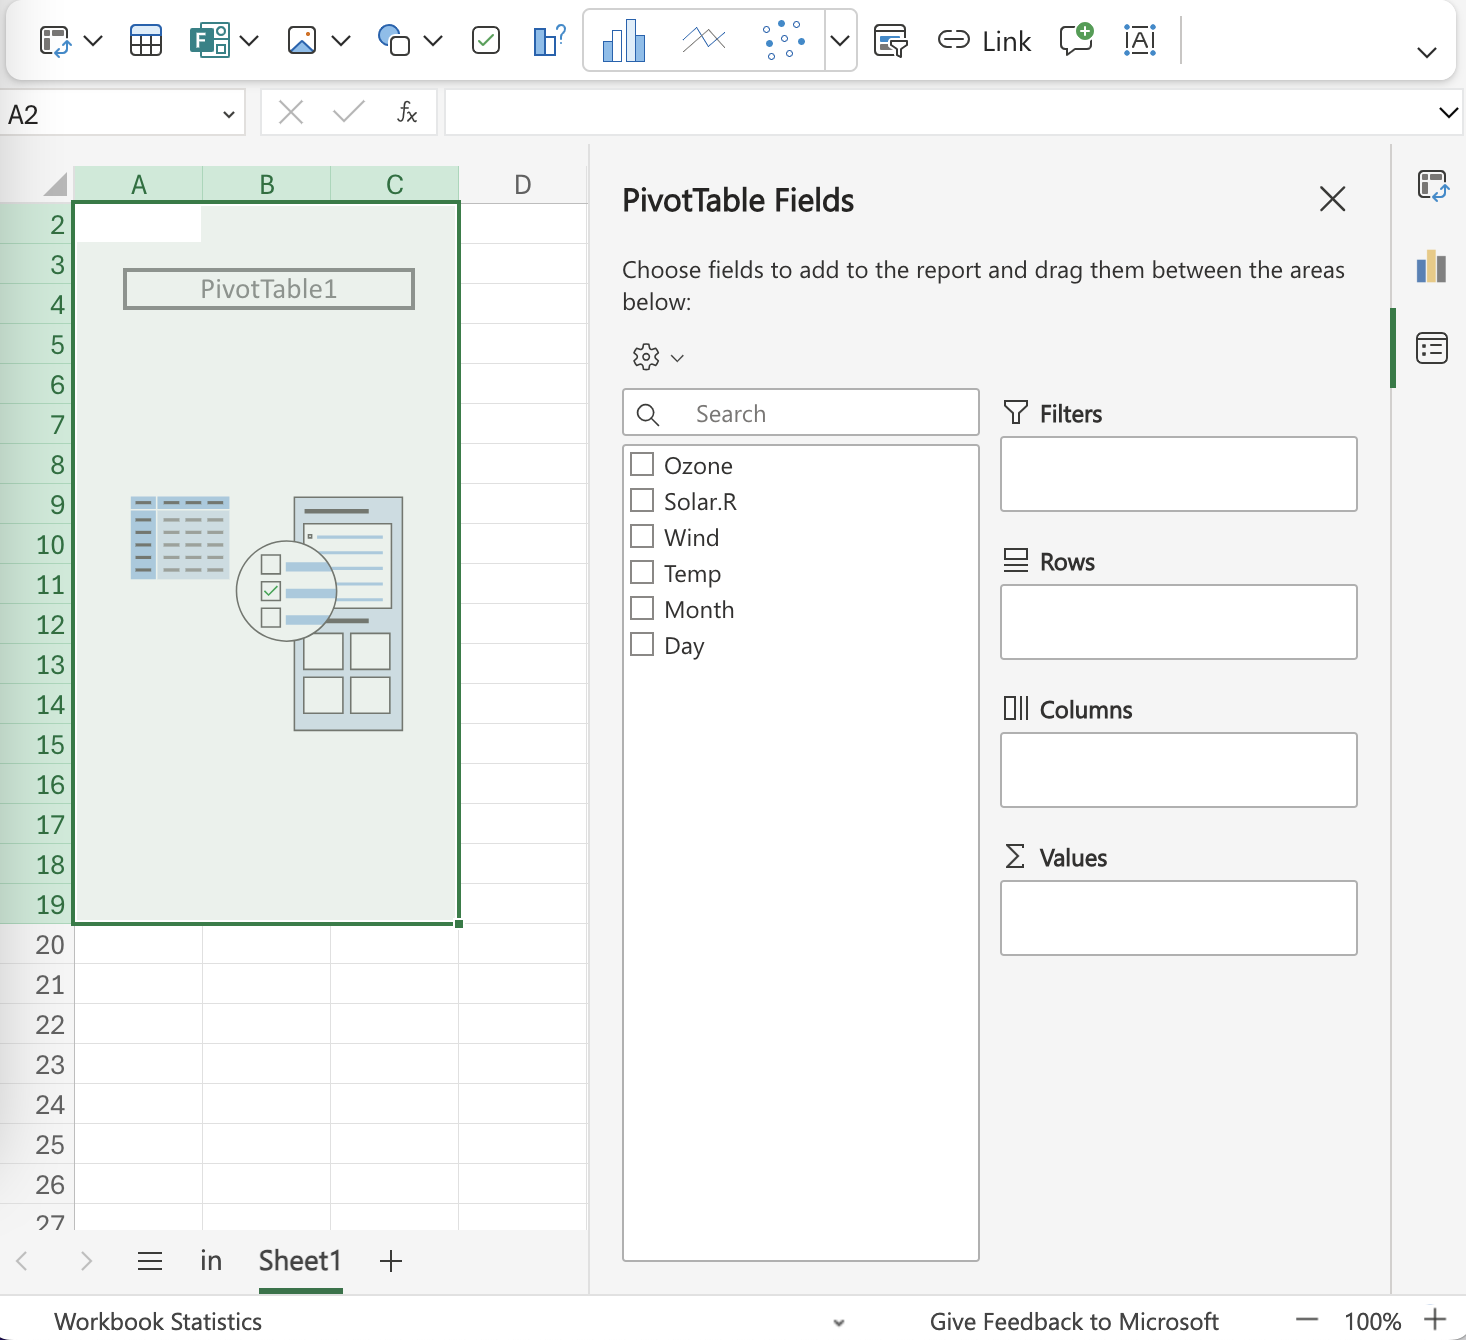 F
?
Link
A
A2
fx
A
B
C
D
PivotTable Fields
2
3
4
5
6
7
8
9
10
11
12
13
14
15
16
17
18
19
20
21
22
23
24
25
26
27
PivotTable1
Choose fields to add to the report and drag them between the areas
below:
Search
Ozone
Solar.R
Wind
Temp
Month
Day
Filters
Rows
Columns
Σ Values
in
Sheet1
Workbook Statistics
Give Feedback to Microsoft
100%